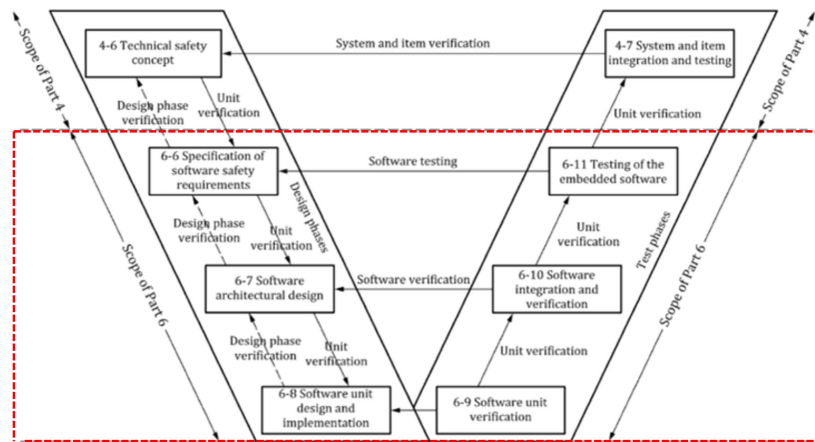 Scope of Part 4
4-6 Technical safety
concept
System and item verification
4-7 System and item
integration and testing
Scope of Part 4
Design phase
verification
Unit
verification
Unit verification
6-6 Specification of
software safety
requirements
Software testing
6-11 Testing of the
embedded software
Design phases
Design phase
verification
Unit
verification
Unit
verification
Test phases
Scope of Part 6
6-7 Software
architectural design
Software verification
6-10 Software
integration and
verification
Scope of Part 6
Design phase
verification
Unit
verification
Unit verification
6-8 Software unit
design and
implementation
6-9 Software unit
verification